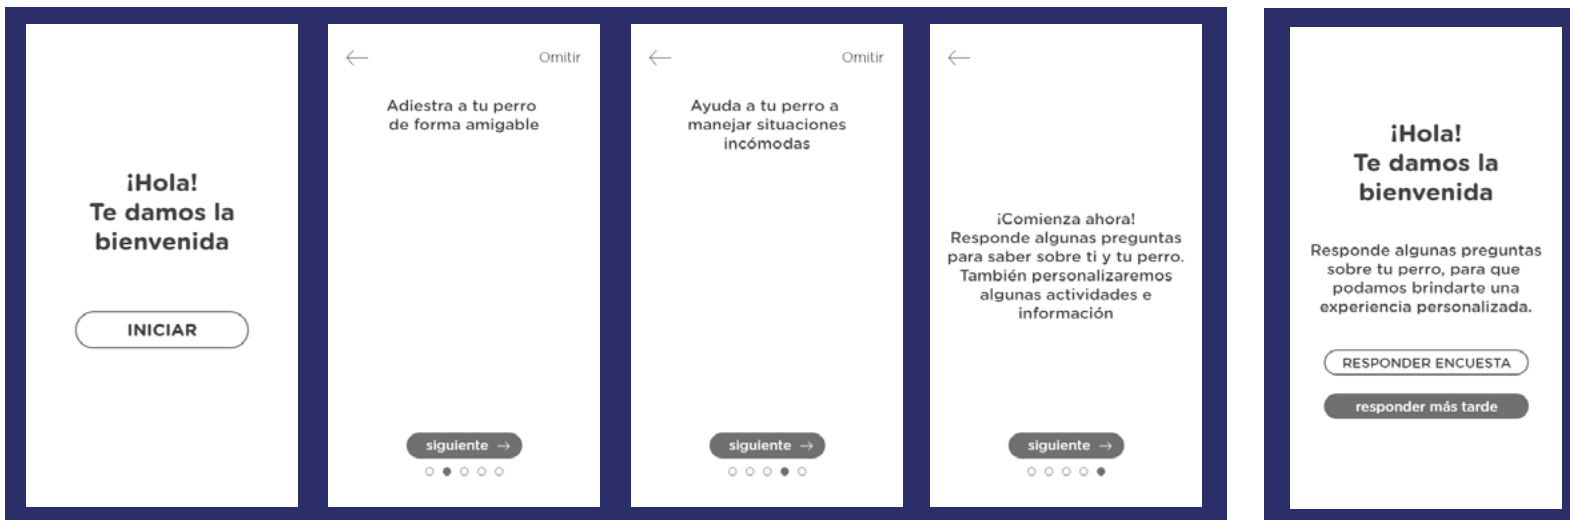 ¡Hola!
Te damos la
bienvenida
INICIAR
Omitir
Adiestra a tu perro
de forma amigable
siguiente →
Omitir
Ayuda a tu perro a
manejar situaciones
incómodas
siguiente →
¡Comienza ahora!
Responde algunas preguntas
para saber sobre ti y tu perro.
También personalizaremos
algunas actividades e
información
siguiente →
¡Hola!
Te damos la
bienvenida
Responde algunas preguntas
sobre tu perro, para que
podamos brindarte una
experiencia personalizada.
RESPONDER ENCUESTA
responder más tarde